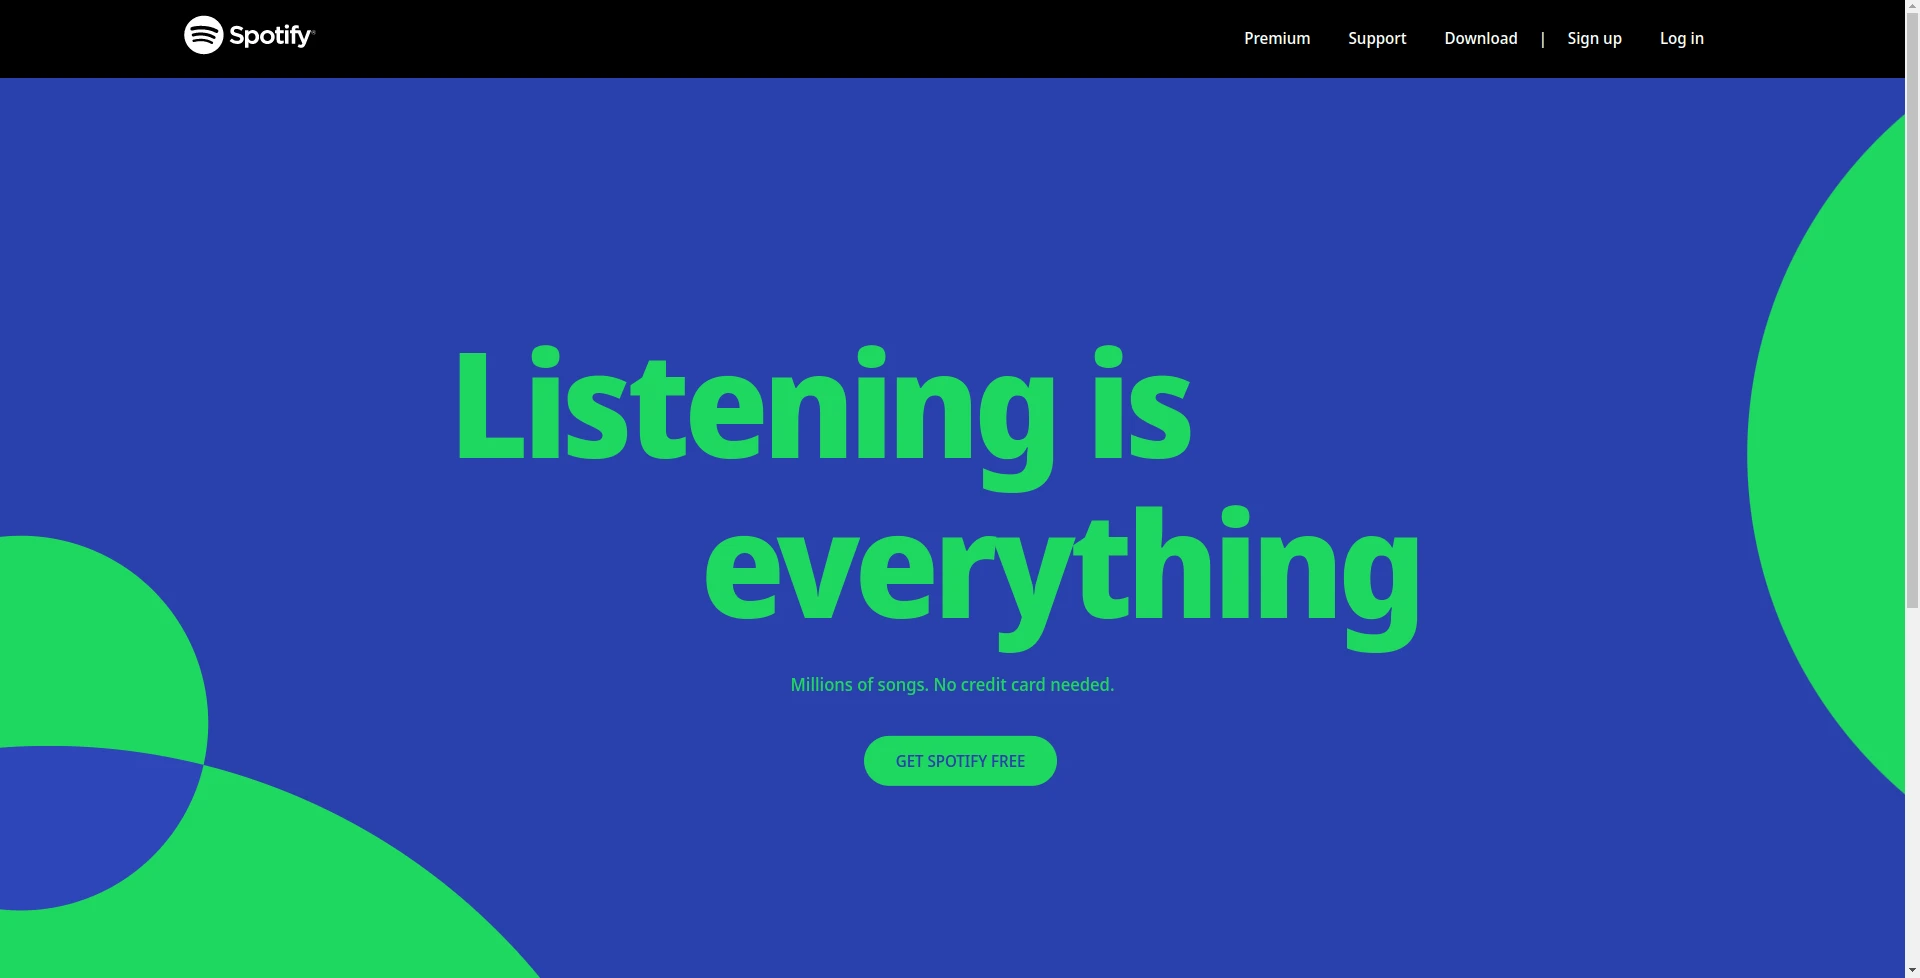 Spotify
Premium Support Download | Sign up Log in
Listening is
everything
Millions of songs. No credit card needed.
GET SPOTIFY FREE